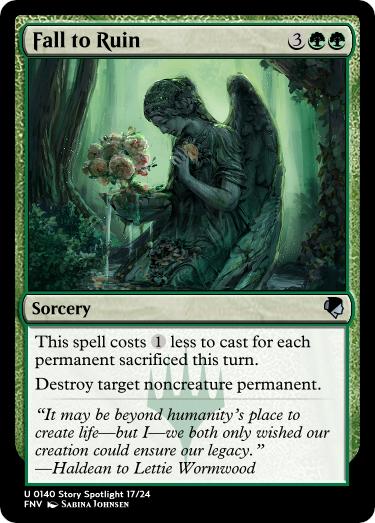 Fall to Ruin 3
Sorcery
This spell costs 1 less to cast for each
permanent sacrificed this turn.
Destroy target noncreature permanent.
“It may be beyond humanity’s place to
create life—but I—we both only wished our
creation could ensure our legacy.”
—Haldean to Lettie Wormwood
U 0140 Story Spotlight 17/24
FNV Sabina Johnsen